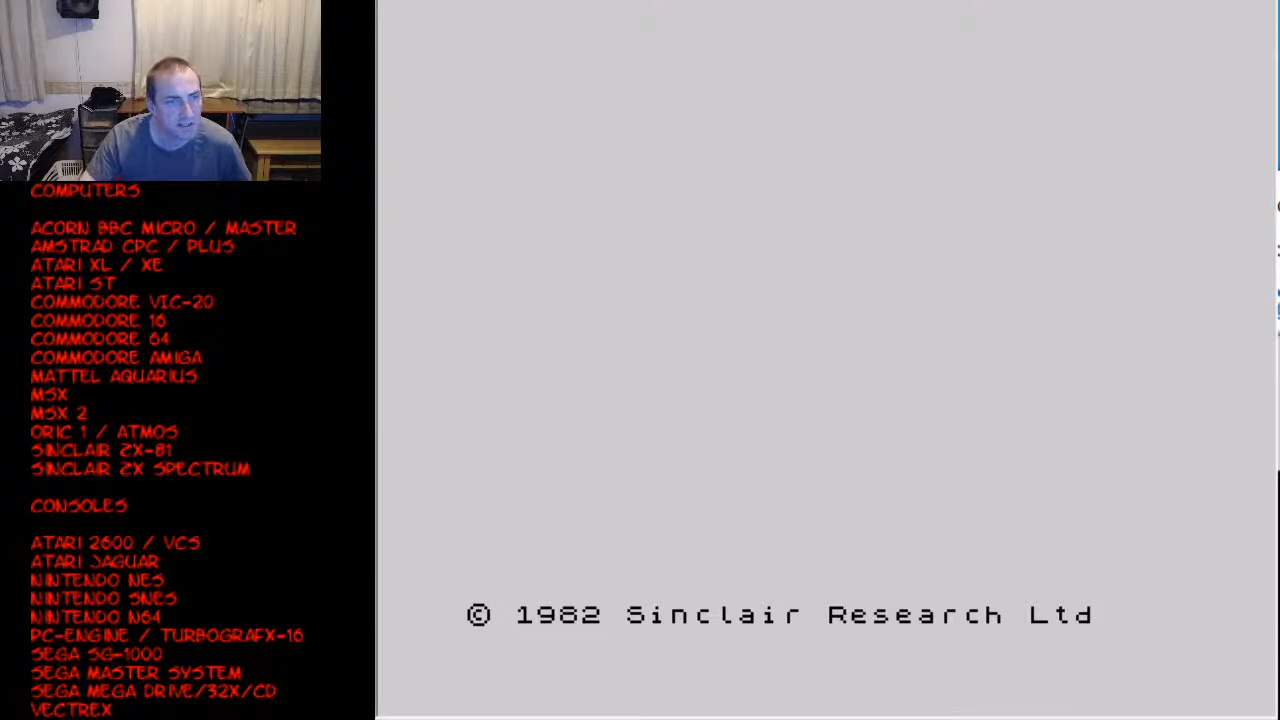 COMPUTERS
ACORN BBC MICRO / MASTER
AMSTRAD CPC / PLUS
ATARI XL / XE
ATARI ST
COMMODORE VIC-20
COMMODORE 16
COMMODORE 64
COMMODORE AMIGA
MATTEL AQUARIUS
MSX
MSX 2
ORIC 1 / ATMOS
SINCLAIR ZX-81
SINCLAIR ZX SPECTRUM
CONSOLES
ATARI 2600 / VCS
ATARI JAGUAR
NINTENDO NES
NINTENDO SNES
NINTENDO N64
PC-ENGINE / TURBOGRAFX-16
SEGA SG-1000
SEGA MASTER SYSTEM
SEGA MEGA DRIVE/32X/CD
VECTREX
© 1982 Sinclair Research Ltd